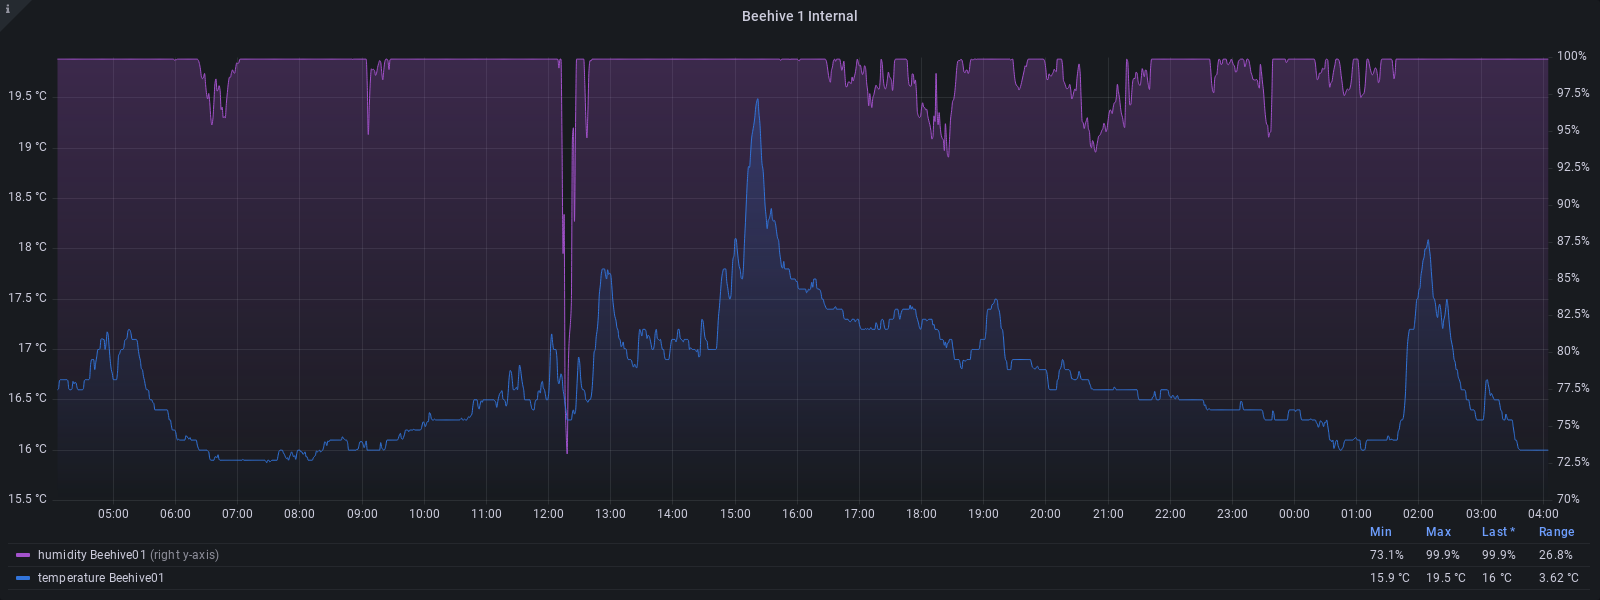 i
Beehive 1 Internal
100%
19.5 °C
97.5%
95%
19 °C
92.5%
18.5 °C
90%
18 °C
87.5%
85%
17.5 °C
82.5%
17 °C
80%
77.5%
16.5 °C
75%
16 °C
72.5%
15.5 °C
70%
05:00 06:00 07:00 08:00 09:00 10:00 11:00 12:00 13:00 14:00 15:00 16:00 17:00 18:00 19:00 20:00 21:00 22:00 23:00 00:00 01:00 02:00 03:00 04:00
Min Max Last * Range
humidity Beehive01 (right y-axis) 73.1% 99.9% 99.9% 26.8%
temperature Beehive01 15.9 °C 19.5 °C 16 °C 3.62 °C